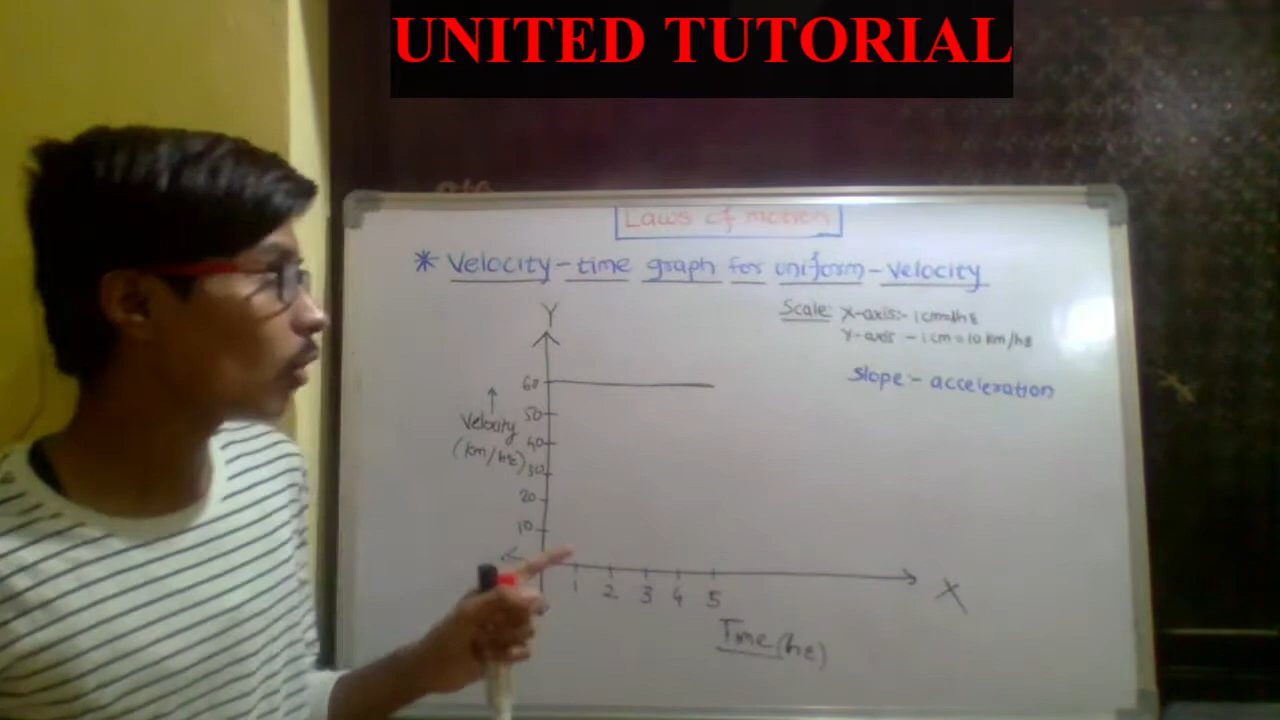 UNITED TUTORIAL
Laws of motion
* Velocity-time graph for uniform-velocity
Scale: X-axis:- 1cm=1hr
Y-axis - 1cm=10 km/hr
Slope:- acceleration
Y
60
50
40
30
20
10
Velocity
(km/hr)
1 2 3 4 5
X
Time(hr)